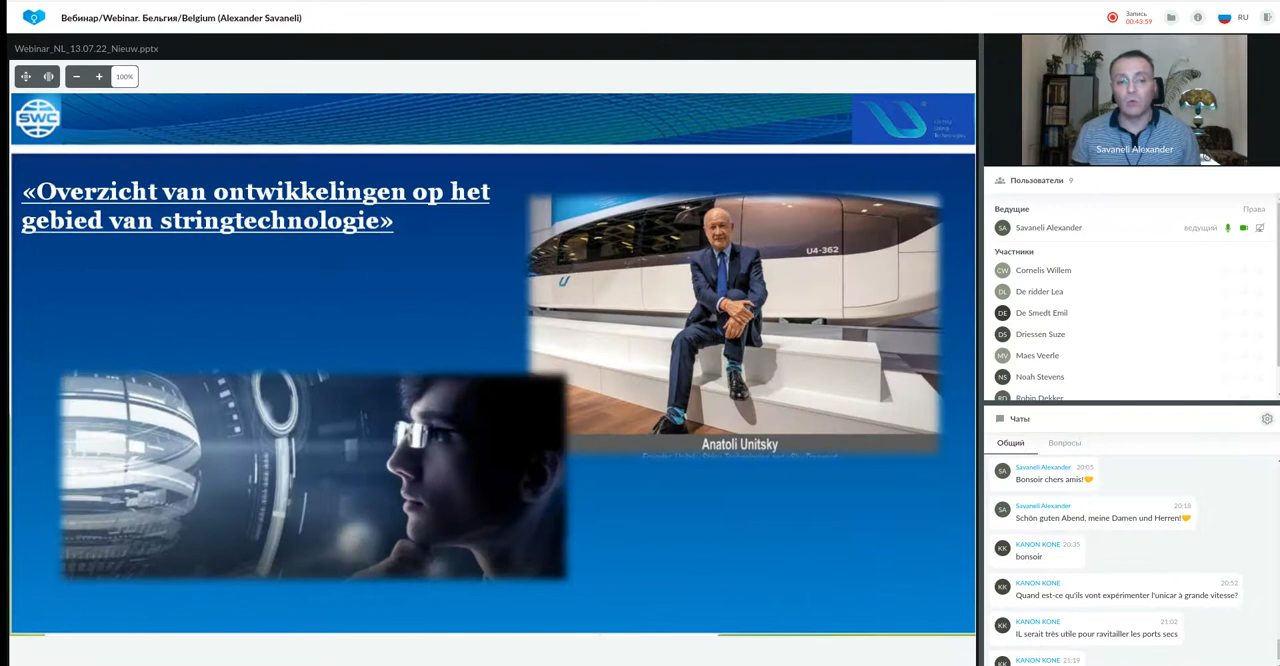 Вебинар/Webinar. Бельгия/Belgium (Alexander Savaneli)
Запись
00:43:59
RU
Webinar_NL_13.07.22_Nieuw.pptx
100%
SWC
«Overzicht van ontwikkelingen op het
gebied van stringtechnologie»
U4-362
Anatoli Unitsky
Savaneli Alexander
Пользователи 9
Ведущие Права
SA Savaneli Alexander ведущий
Участники
CW Cornelis Willem
DL De ridder Lea
DE De Smedt Emil
DS Driessen Suze
MV Maes Veerle
NS Noah Stevens
RD Robin Dekker
Чаты
Общий Вопросы
SA Savaneli Alexander 20:05
Bonsoir chers amis!🧡
SA Savaneli Alexander 20:18
Schön guten Abend, meine Damen und Herren!🧡
KK KANON KONE 20:35
bonsoir
KK KANON KONE 20:52
Quand est-ce qu'ils vont expérimenter l'unicar à grande vitesse?
KK KANON KONE 21:02
IL serait très utile pour ravitailler les ports secs
KK KANON KONE 21:19